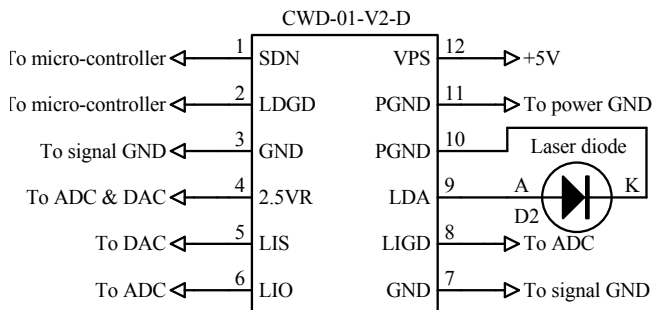 CWD-01-V2-D
To micro-controller 1 SDN VPS 12 +5V
To micro-controller 2 LDGD PGND 11 To power GND
To signal GND 3 GND PGND 10 Laser diode
To ADC & DAC 4 2.5VR LDA 9 A K
D2
To DAC 5 LIS LIGD 8 To ADC
To ADC 6 LIO GND 7 To signal GND